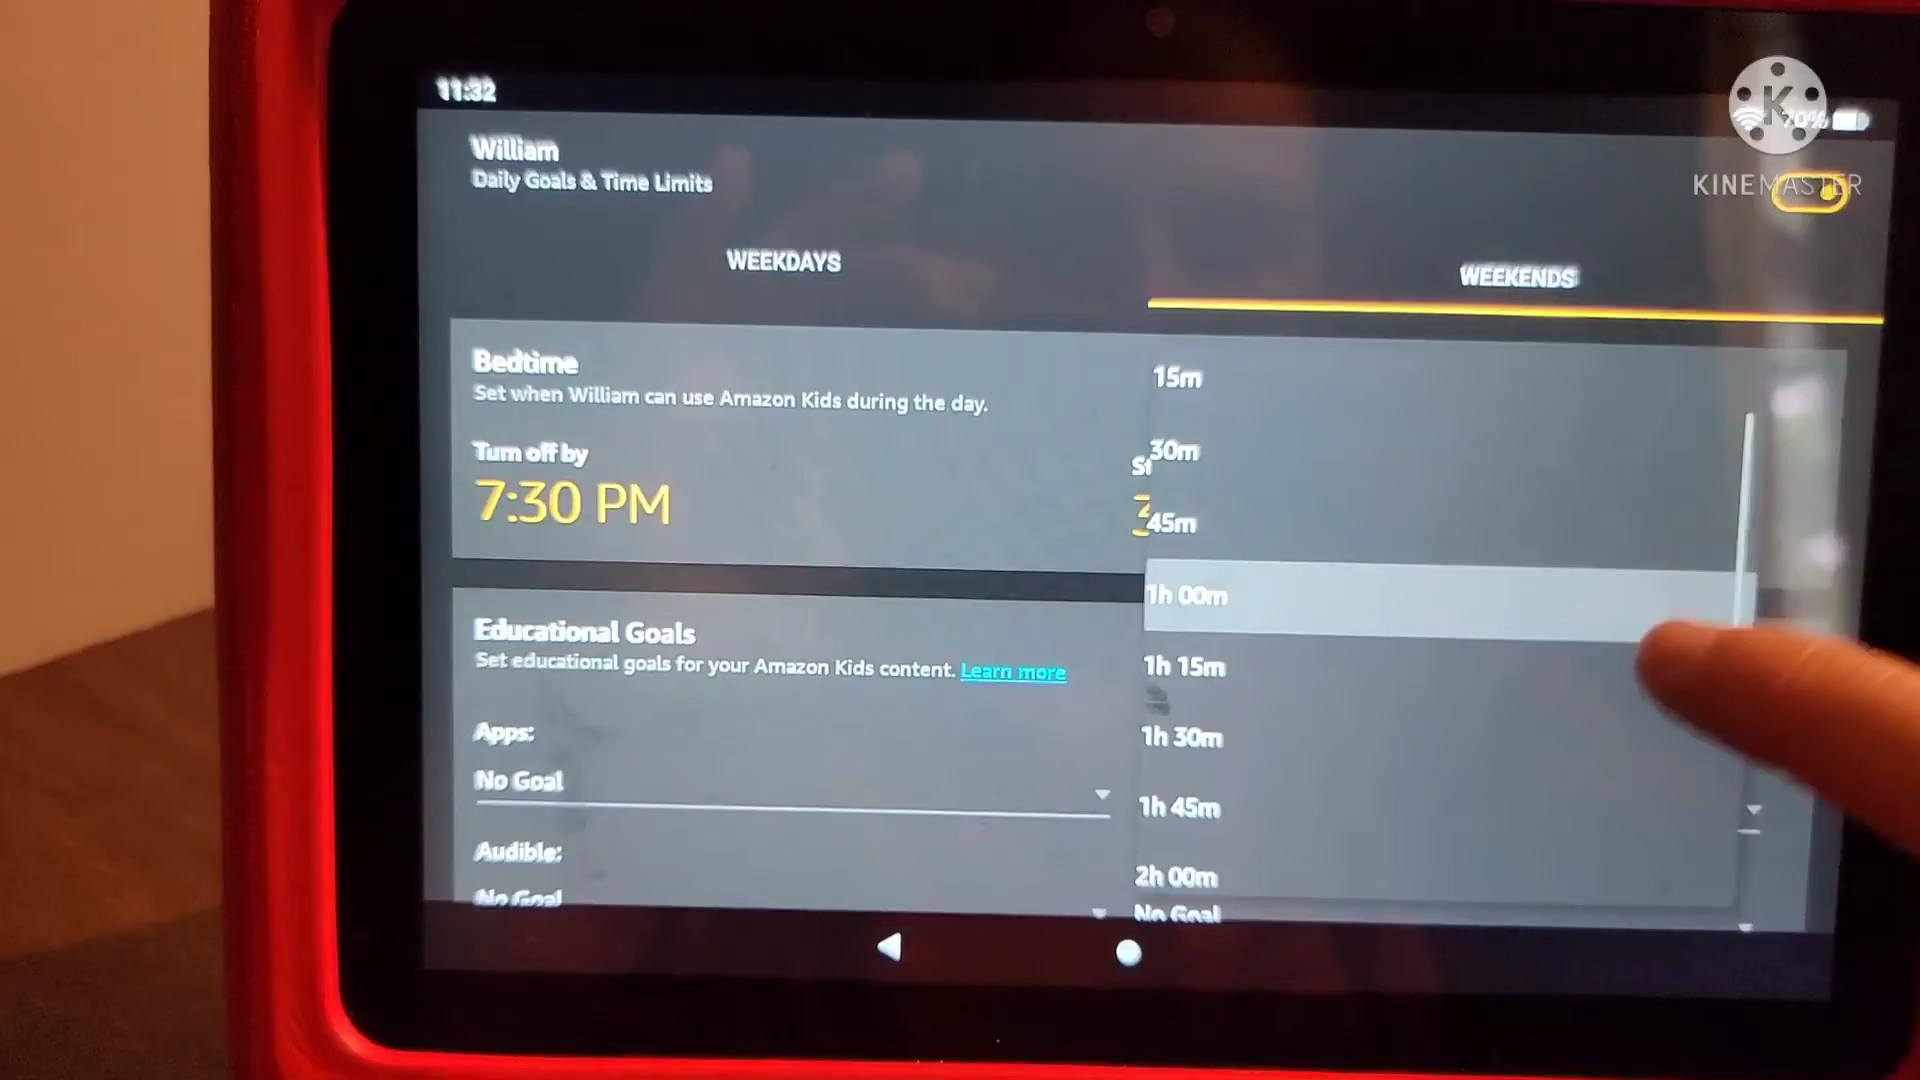 11:32
70%
K
KINEMASTER
William
Daily Goals & Time Limits
WEEKDAYS
WEEKENDS
Bedtime
Set when William can use Amazon Kids during the day.
Turn off by
7:30 PM
15m
30m
45m
1h 00m
1h 15m
1h 30m
1h 45m
2h 00m
No Goal
Educational Goals
Set educational goals for your Amazon Kids content. Learn more
Apps:
No Goal
Audible:
No Goal